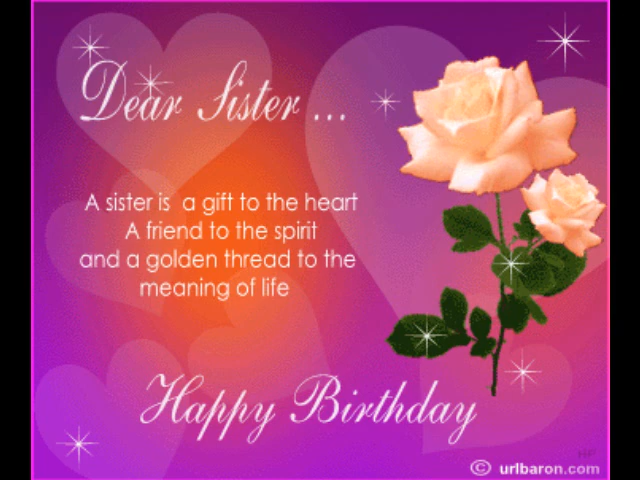 Dear Sister ...
A sister is a gift to the heart
A friend to the spirit
and a golden thread to the
meaning of life
Happy Birthday
HP
© urlbaron.com